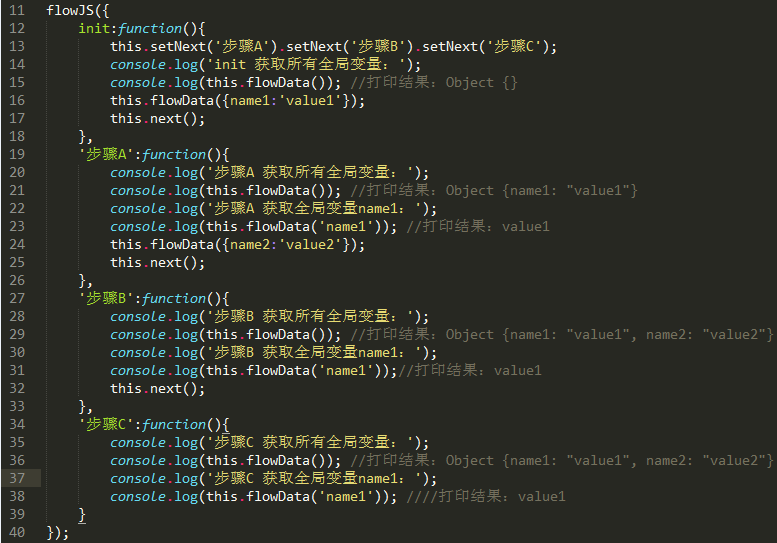 11 flowJS({
12     init:function(){
13         this.setNext('步骤A').setNext('步骤B').setNext('步骤C');
14         console.log('init 获取所有全局变量：');
15         console.log(this.flowData()); //打印结果：Object {}
16         this.flowData({name1:'value1'});
17         this.next();
18     },
19     '步骤A':function(){
20         console.log('步骤A 获取所有全局变量：');
21         console.log(this.flowData()); //打印结果：Object {name1: "value1"}
22         console.log('步骤A 获取全局变量name1：');
23         console.log(this.flowData('name1')); //打印结果：value1
24         this.flowData({name2:'value2'});
25         this.next();
26     },
27     '步骤B':function(){
28         console.log('步骤B 获取所有全局变量：');
29         console.log(this.flowData()); //打印结果：Object {name1: "value1", name2: "value2"}
30         console.log('步骤B 获取全局变量name1：');
31         console.log(this.flowData('name1'));//打印结果：value1
32         this.next();
33     },
34     '步骤C':function(){
35         console.log('步骤C 获取所有全局变量：');
36         console.log(this.flowData()); //打印结果：Object {name1: "value1", name2: "value2"}
37         console.log('步骤C 获取全局变量name1：');
38         console.log(this.flowData('name1')); ////打印结果：value1
39     }
40 });